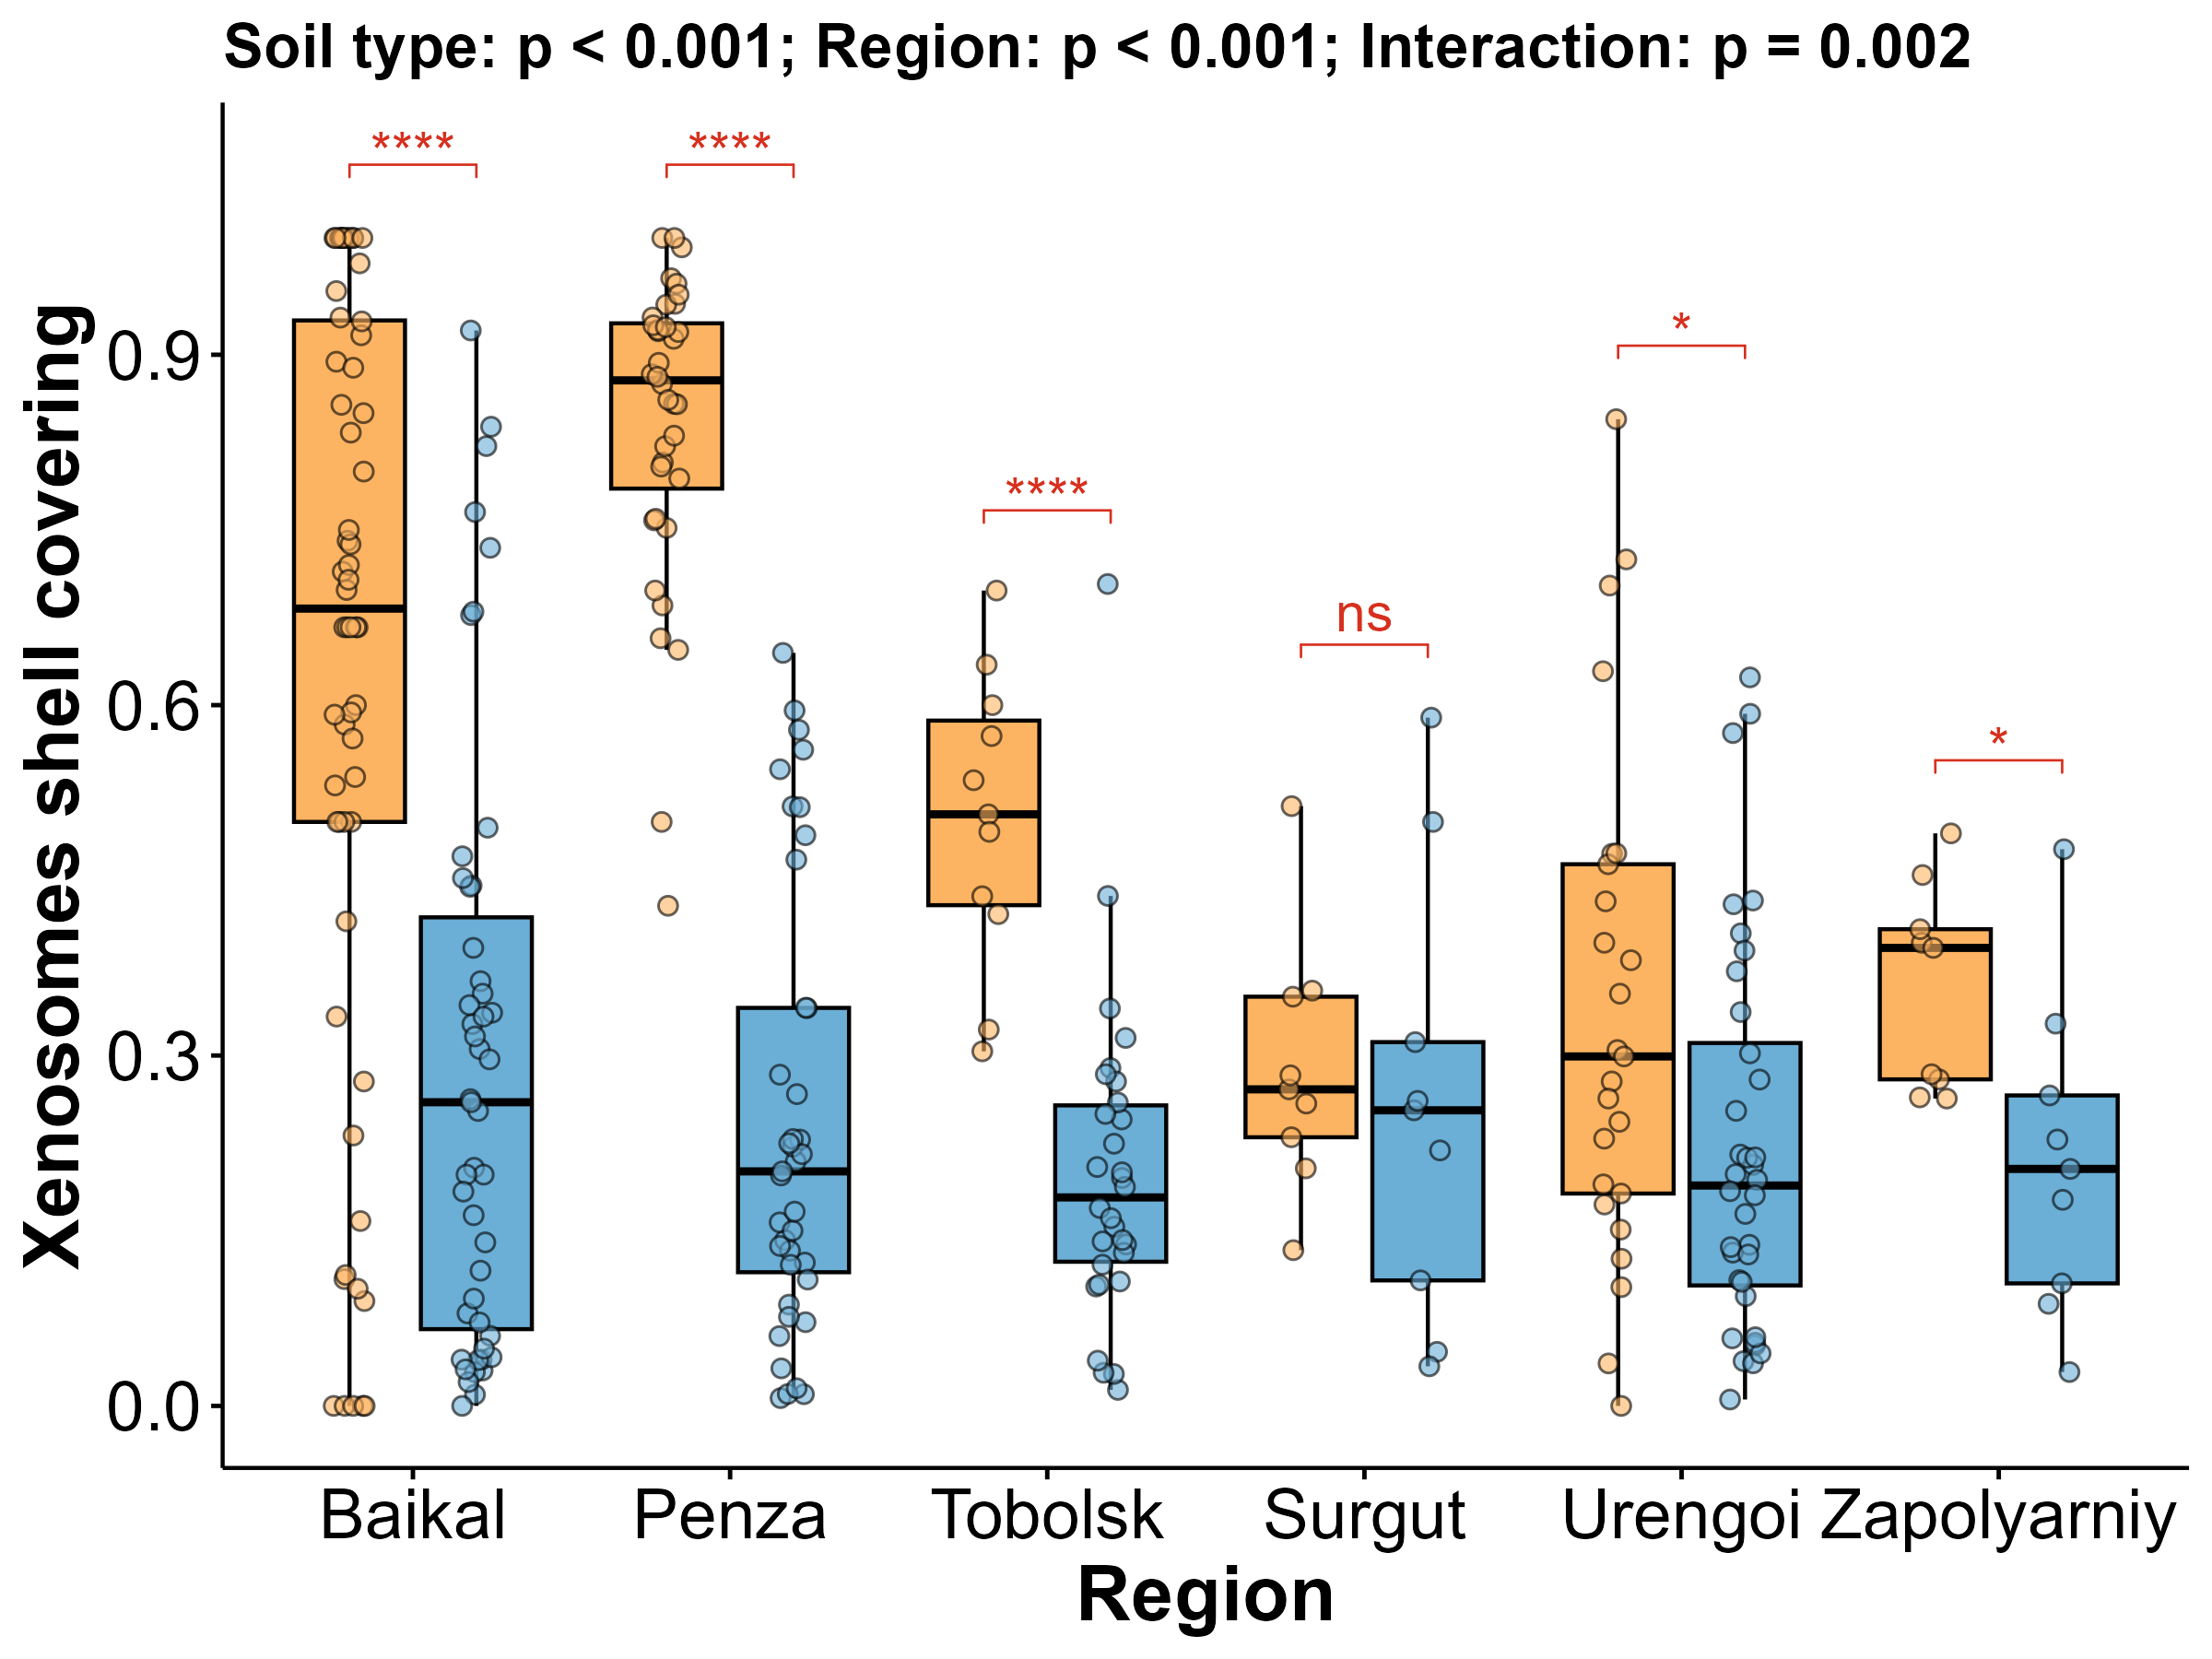 Soil type: p < 0.001; Region: p < 0.001; Interaction: p = 0.002
**** ****
*
****
ns
*
Xenosomes shell covering
0.9
0.6
0.3
0.0
Baikal Penza Tobolsk Surgut Urengoi Zapolyarniy
Region